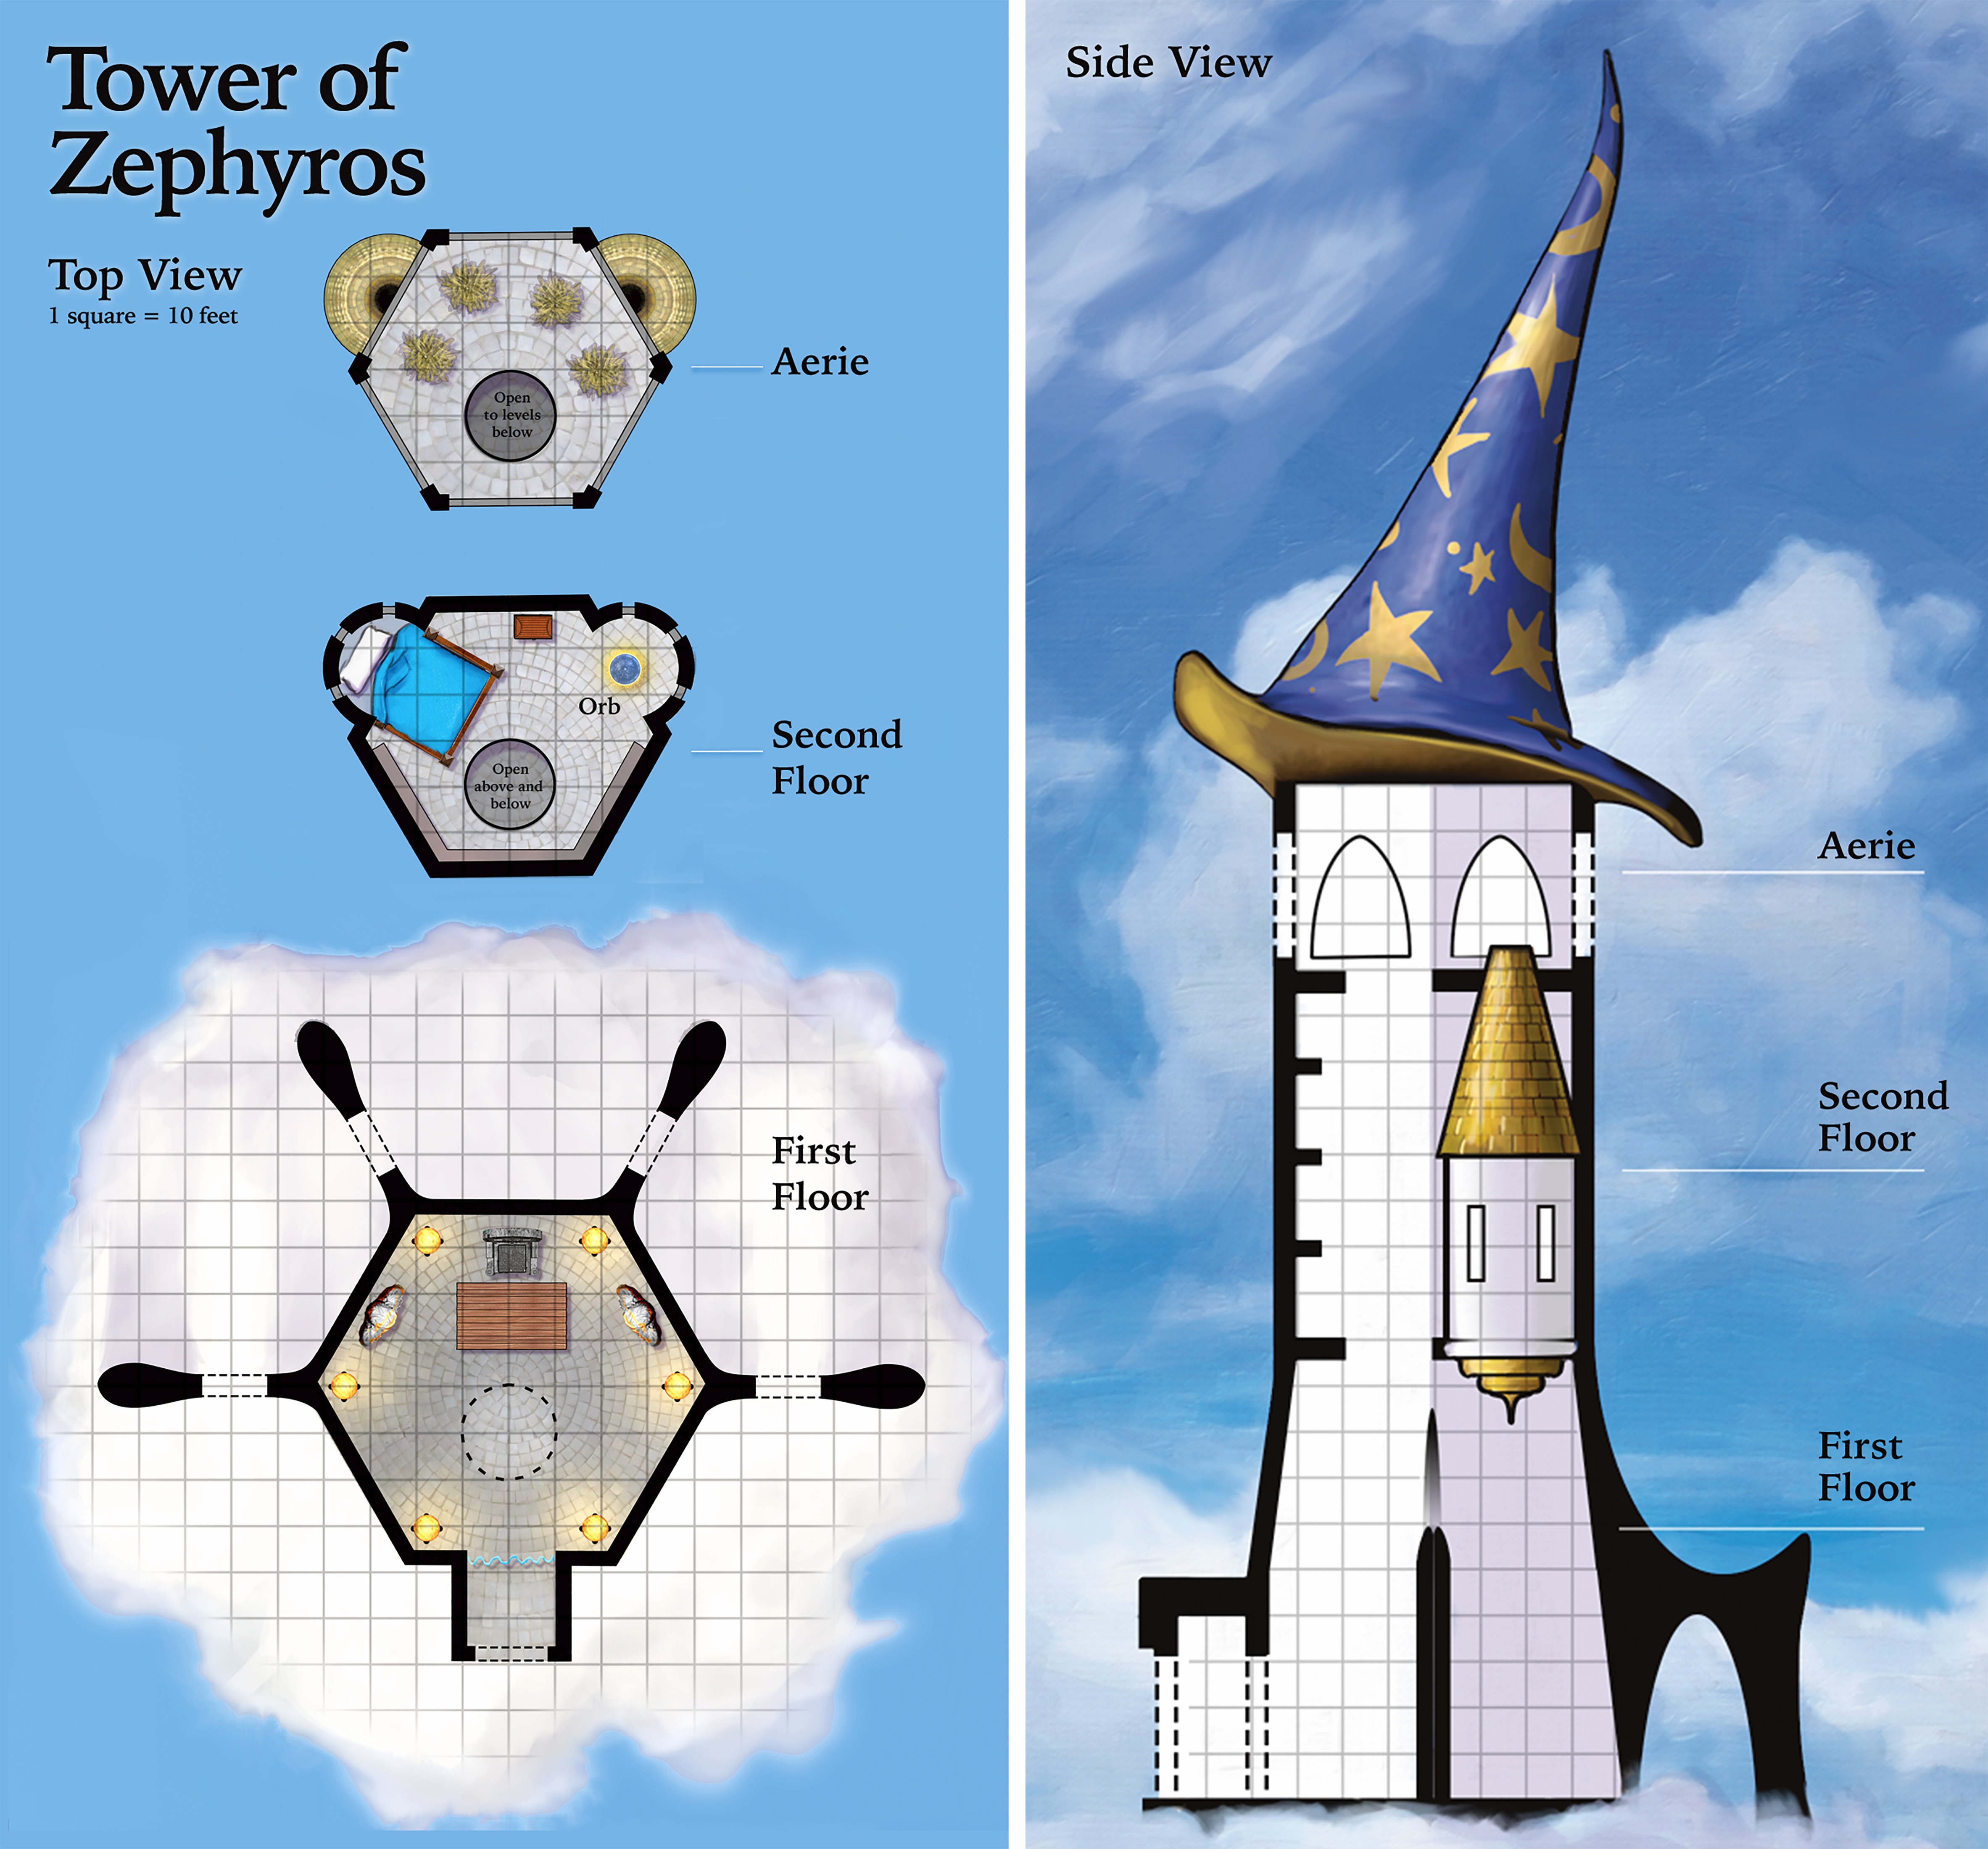 Tower of
Zephyros
Top View
1 square = 10 feet
Aerie
Open
to levels
below
Orb
Second
Floor
Open
above and
below
First
Floor
Side View
Aerie
Second
Floor
First
Floor